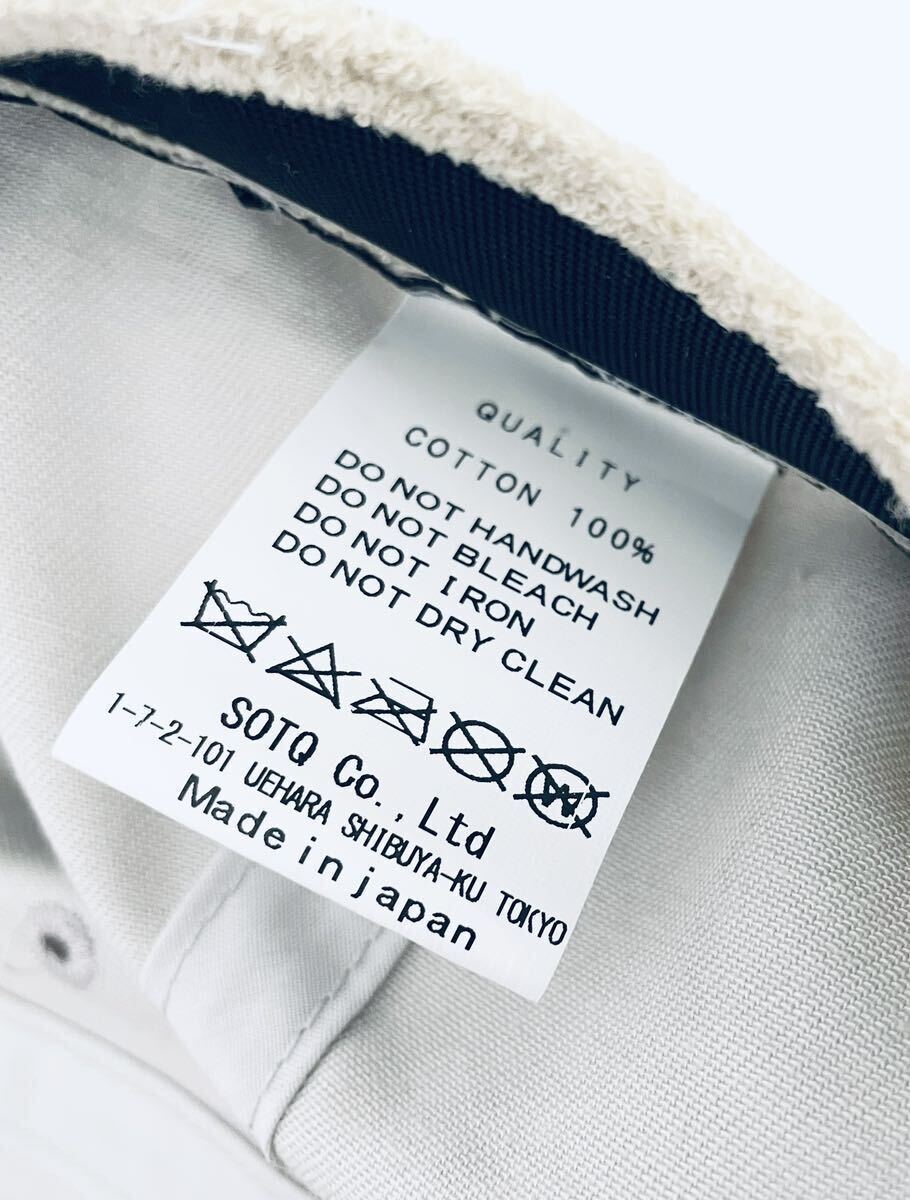 QUALITY
COTTON 100%
DO NOT HANDWASH
DO NOT BLEACH
DO NOT IRON
DO NOT DRY CLEAN
W
SOTQ Co., Ltd
1-7-2-101 UEHARA SHIBUYA-KU TOKYO
Made in japan